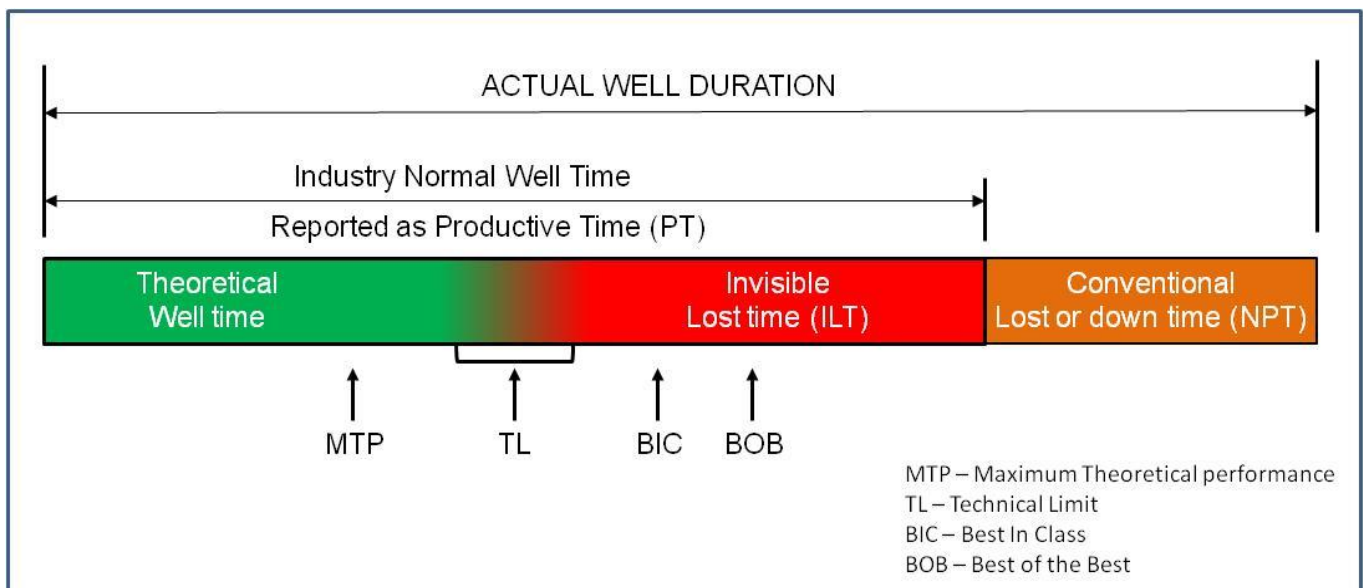 ACTUAL WELL DURATION
Industry Normal Well Time
Reported as Productive Time (PT)
Theoretical
Well time
Invisible
Lost time (ILT)
Conventional
Lost or down time (NPT)
MTP
TL
BIC
BOB
MTP – Maximum Theoretical performance
TL – Technical Limit
BIC – Best In Class
BOB – Best of the Best